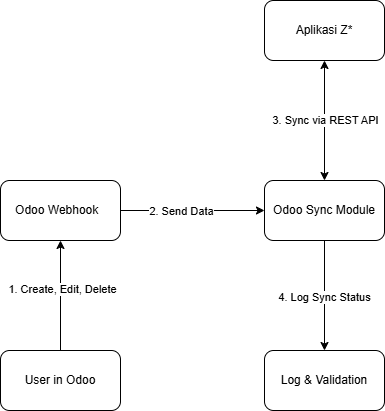 Aplikasi Z*
3. Sync via REST API
Odoo Webhook
2. Send Data
Odoo Sync Module
1. Create, Edit, Delete
4. Log Sync Status
User in Odoo
Log & Validation